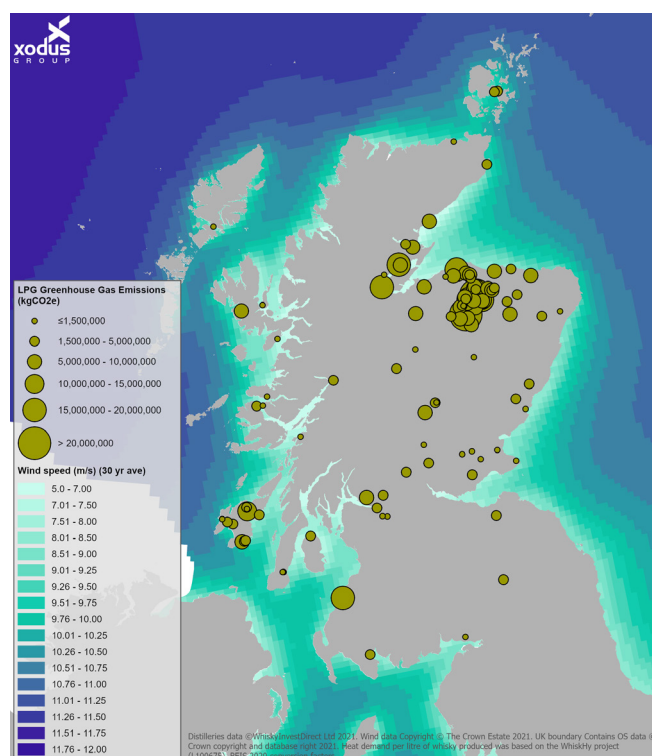 xodus
GROUP
LPG Greenhouse Gas Emissions
(kgCO2e)
≤1,500,000
1,500,000 - 5,000,000
5,000,000 - 10,000,000
10,000,000 - 15,000,000
15,000,000 - 20,000,000
> 20,000,000
Wind speed (m/s) (30 yr ave)
5.0 - 7.00
7.01 - 7.50
7.51 - 8.00
8.01 - 8.50
8.51 - 9.00
9.01 - 9.25
9.26 - 9.50
9.51 - 9.75
9.76 - 10.00
10.01 - 10.25
10.26 - 10.50
10.51 - 10.75
10.76 - 11.00
11.01 - 11.25
11.26 - 11.50
11.51 - 11.75
11.76 - 12.00
Distilleries data ©WhiskyInvestDirect Ltd 2021. Wind data Copyright © The Crown Estate 2021. UK boundary Contains OS data ©
Crown copyright and database right 2021. Heat demand per litre of whisky produced was based on the WhiskHy project